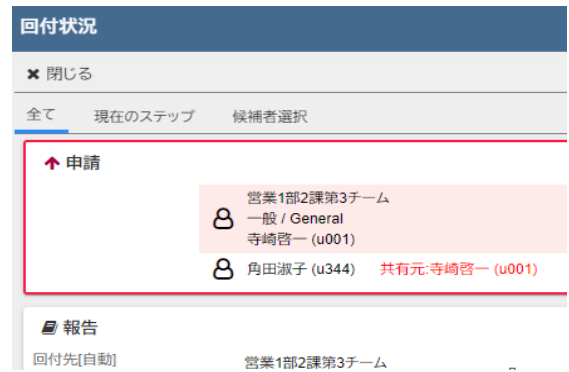 回付状況
✖ 閉じる
全て 現在のステップ 候補者選択
申請
営業1部2課第3チーム
一般 / General
寺崎啓一 (u001)
角田淑子 (u344) 共有元:寺崎啓一 (u001)
報告
回付先[自動]
営業1部2課第3チーム